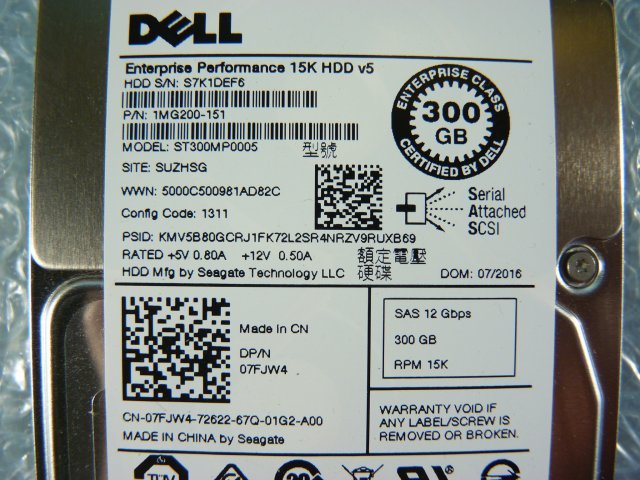 DELL
Enterprise Performance 15K HDD v5
HDD S/N: S7K1DEF6
P/N: 1MG200-151
MODEL: ST300MP0005 型號
SITE: SUZHSG
WWN: 5000C500981AD82C
Config Code: 1311
PSID: KMV5B80GCRJ1FK72L2SR4NRZV9RUXB69
RATED +5V 0.80A +12V 0.50A 額定電壓
HDD Mfg by Seagate Technology LLC 硬碟
DOM: 07/2016
ENTERPRISE CLASS
300
GB
CERTIFIED BY DELL
Serial
Attached
SCSI
Made in CN
DP/N
07FJW4
CN-07FJW4-72622-67Q-01G2-A00
MADE IN CHINA by Seagate
SAS 12 Gbps
300 GB
RPM 15K
WARRANTY VOID IF
ANY LABEL/SCREW IS
REMOVED OR BROKEN.